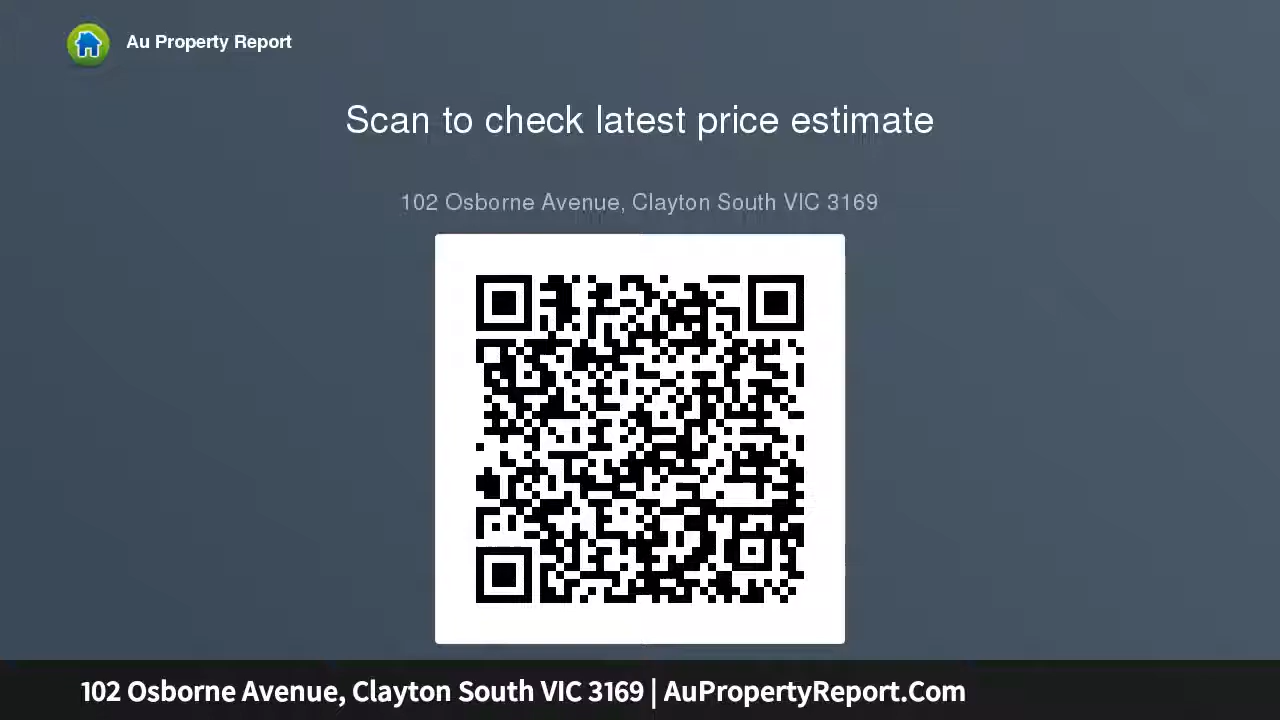 Au Property Report
Scan to check latest price estimate
102 Osborne Avenue, Clayton South VIC 3169
102 Osborne Avenue, Clayton South VIC 3169 | AuPropertyReport.Com